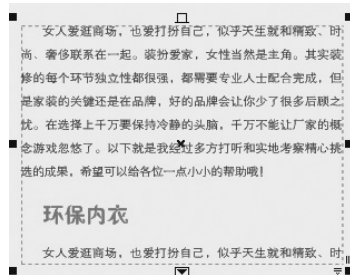 女人爱逛商场，也爱打扮自己，似乎天生就和精致、时
尚、奢侈联系在一起。装扮爱家，女性当然是主角。其实装
修的每个环节独立性都很强，都需要专业人士配合完成，但
是家装的关键还是在品牌，好的品牌会让你少了很多后顾之
忧。在选择上千万要保持冷静的头脑，千万不能让厂家的概
念游戏忽悠了。以下就是我经过多方打听和实地考察精心挑
选的成果，希望可以给各位一点小小的帮助哦！
环保内衣
女人爱逛商场，也爱打扮自己，似乎天生就和精致、时